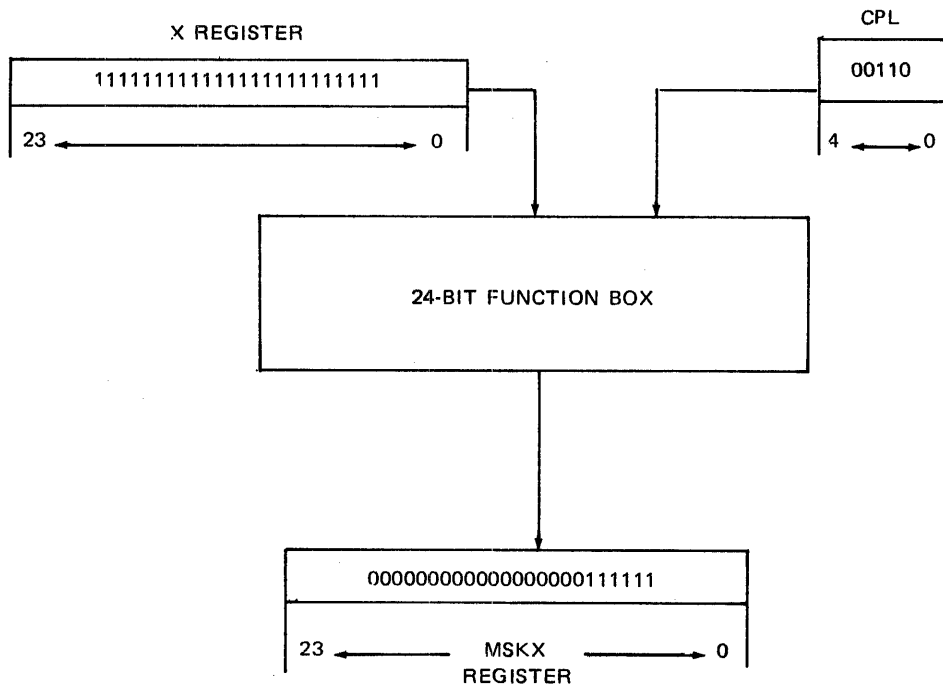 X REGISTER
CPL
111111111111111111111111
00110
23 0
4 0
24-BIT FUNCTION BOX
000000000000000000111111
23 MSKX 0
REGISTER